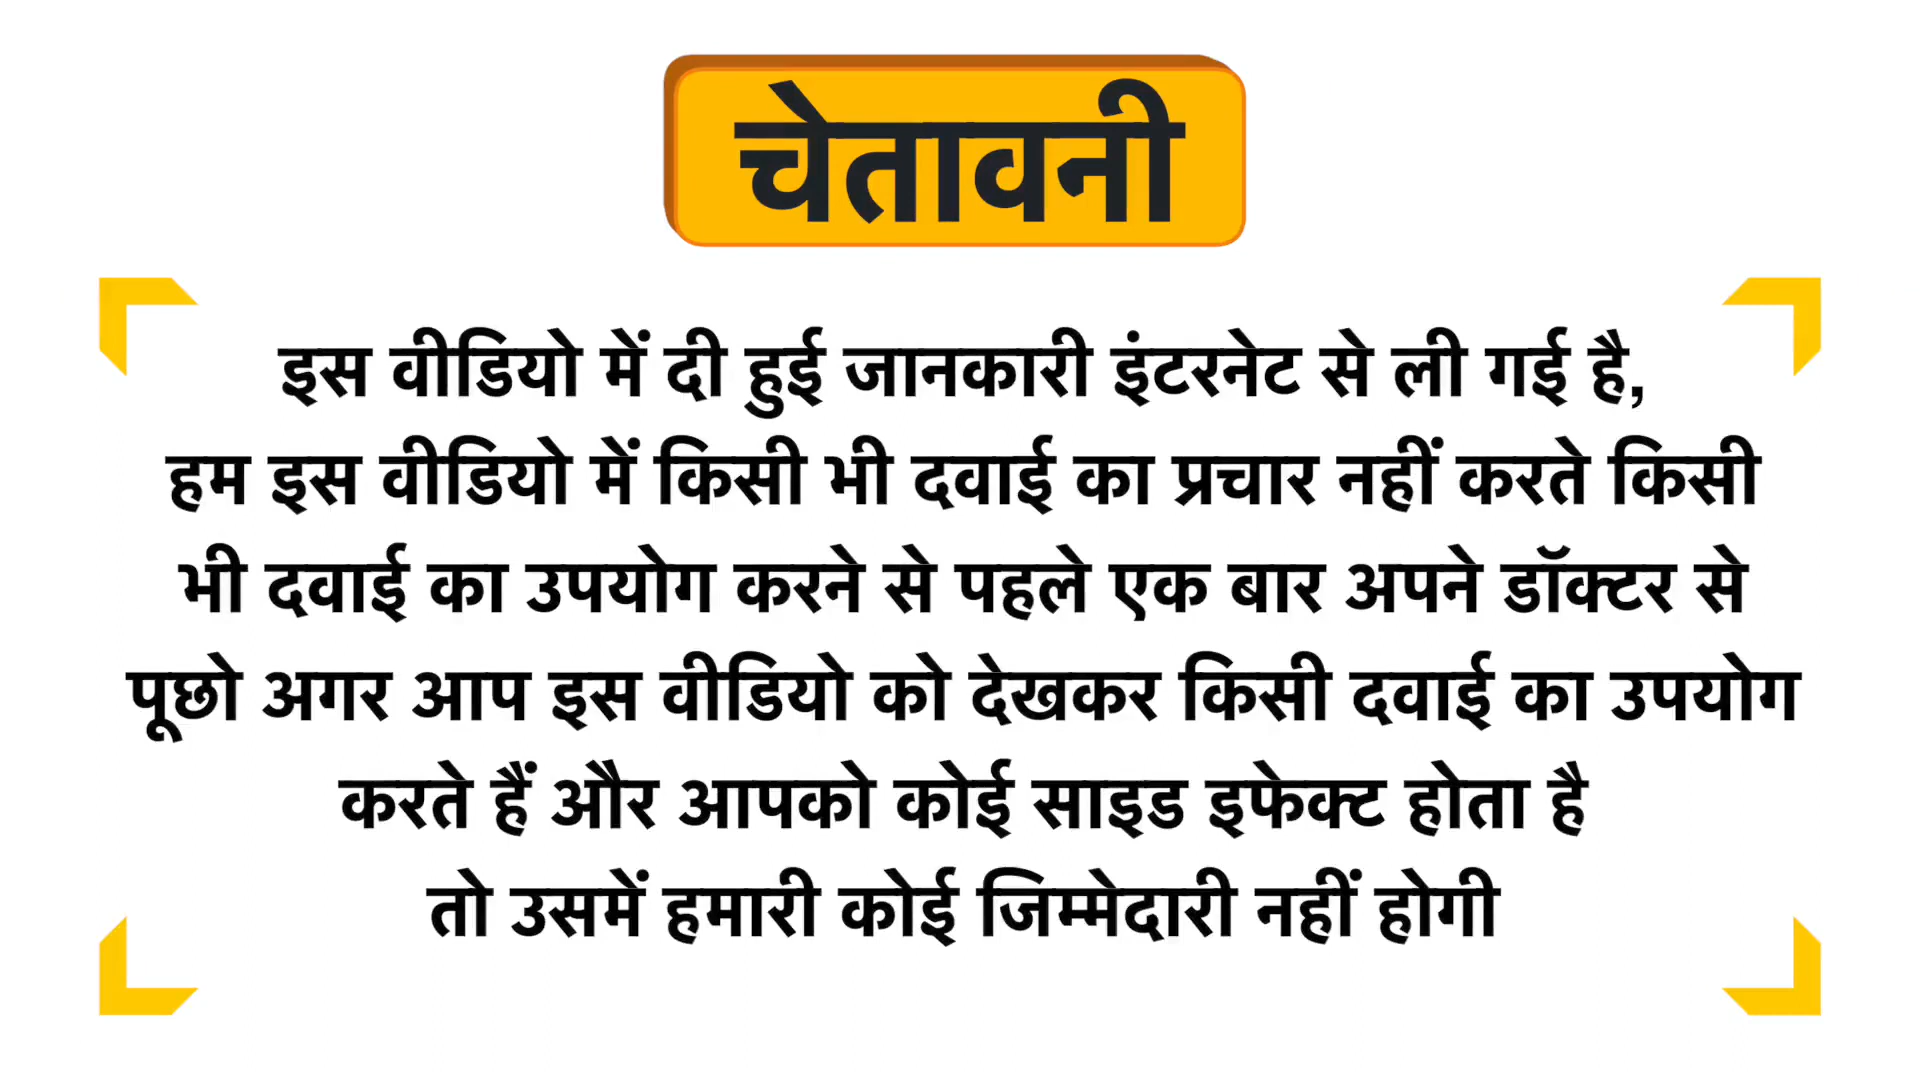 चेतावनी
इस वीडियो में दी हुई जानकारी इंटरनेट से ली गई है,
हम इस वीडियो में किसी भी दवाई का प्रचार नहीं करते किसी
भी दवाई का उपयोग करने से पहले एक बार अपने डॉक्टर से
पूछो अगर आप इस वीडियो को देखकर किसी दवाई का उपयोग
करते हैं और आपको कोई साइड इफेक्ट होता है
तो उसमें हमारी कोई जिम्मेदारी नहीं होगी